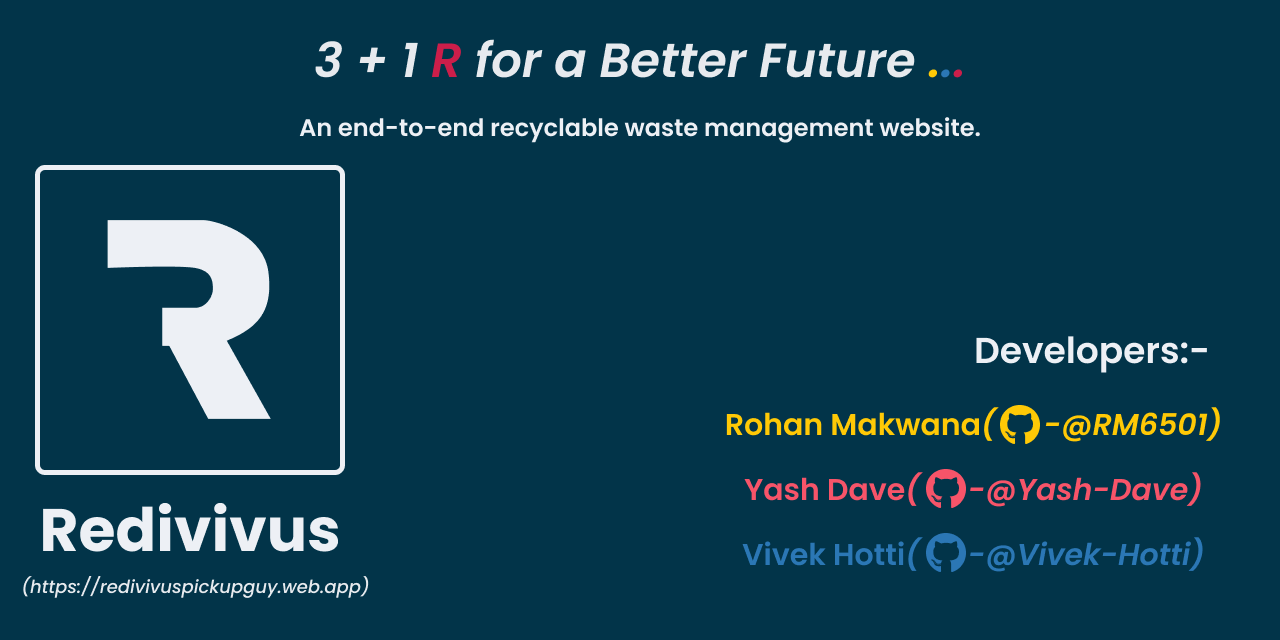 3 + 1 R for a Better Future ...
An end-to-end recyclable waste management website.
R
Redivivus
(https://redivivuspickupguy.web.app)
Developers:-
Rohan Makwana(-@RM6501)
Yash Dave(-@Yash-Dave)
Vivek Hotti(-@Vivek-Hotti)